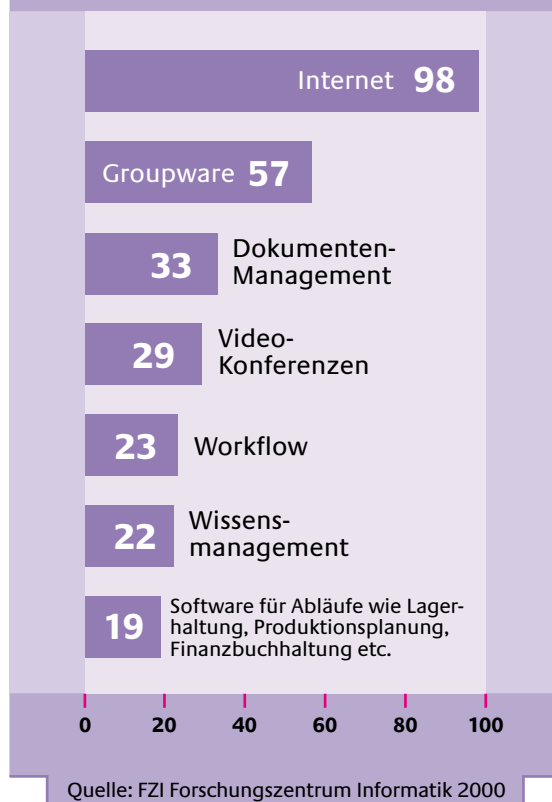 Internet 98
Groupware 57
33 Dokumenten-
Management
29 Video-
Konferenzen
23 Workflow
22 Wissens-
management
19 Software für Abläufe wie Lager-
haltung, Produktionsplanung,
Finanzbuchhaltung etc.
0 20 40 60 80 100
Quelle: FZI Forschungszentrum Informatik 2000